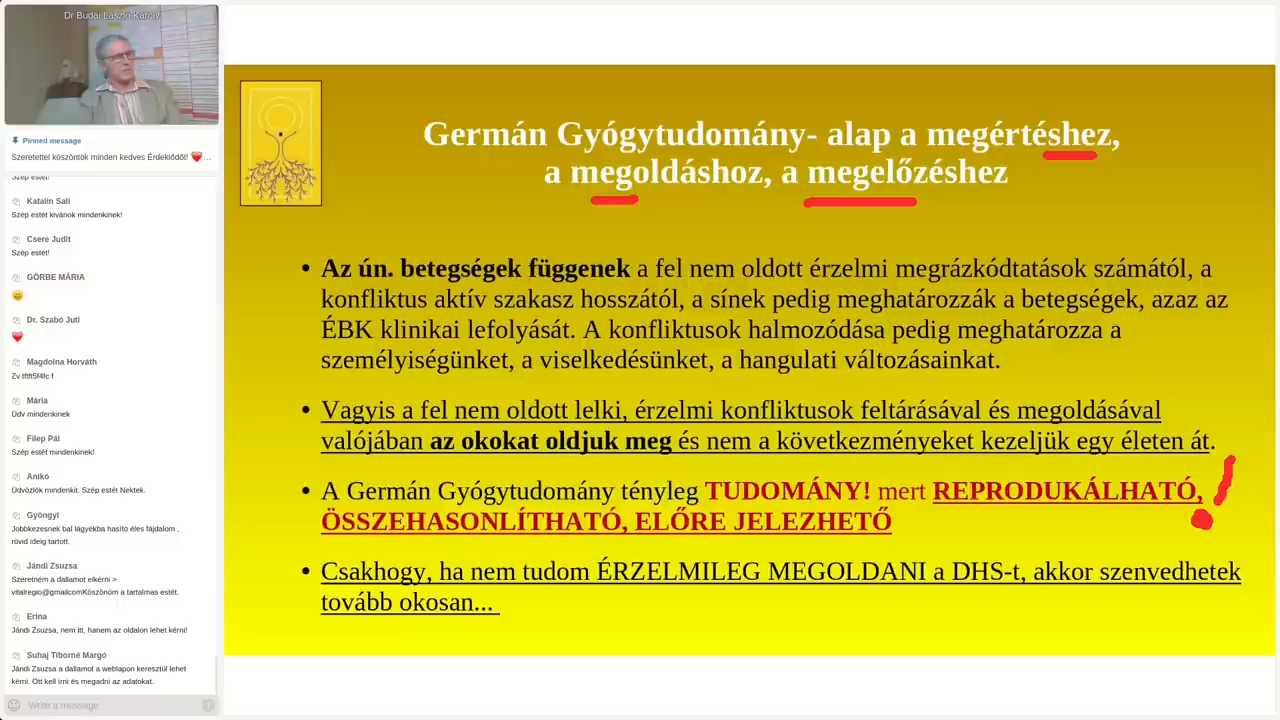 Dr Budai László Károly
Pinned message
Szeretettel köszöntök minden kedves Érdeklődőt! ❤️...
Szép estét!
Katalin Sali
Szép estét kívánok mindenkinek!
Csere Judit
Szép estét!
GÖRBE MÁRIA
😀
Dr. Szabó Juti
❤️
Magdolna Horváth
Zv tftft5f4fc f
Mária
Üdv mindenkinek
Filep Pál
Szép estét mindenkinek!
Anikó
Üdvözlök mindenkit. Szép estét Nektek.
Gyöngyi
Jobbkezesnek bal lágyékba hasító éles fájdalom ,
rövid ideig tartott.
Jándi Zsuzsa
Szeretném a dallamot elkérni >
vitalregio@gmailcomKöszönöm a tartalmas estét.
Erina
Jándi Zsuzsa, nem itt, hanem az oldalon lehet kérni!
Suhaj Tiborné Margó
Jándi Zsuzsa a dallamot a weblapon keresztül lehet
kérni. Ott kell írni és megadni az adatokat.
Write a message
Germán Gyógytudomány- alap a megértéshez,
a megoldáshoz, a megelőzéshez
• Az ún. betegségek függenek a fel nem oldott érzelmi megrázkódtatások számától, a
konfliktus aktív szakasz hosszától, a sínek pedig meghatározzák a betegségek, azaz az
ÉBK klinikai lefolyását. A konfliktusok halmozódása pedig meghatározza a
személyiségünket, a viselkedésünket, a hangulati változásainkat.
• Vagyis a fel nem oldott lelki, érzelmi konfliktusok feltárásával és megoldásával
valójában az okokat oldjuk meg és nem a következményeket kezeljük egy életen át.
• A Germán Gyógytudomány tényleg TUDOMÁNY! mert REPRODUKÁLHATÓ, !
ÖSSZEHASONLÍTHATÓ, ELŐRE JELEZHETŐ
• Csakhogy, ha nem tudom ÉRZELMILEG MEGOLDANI a DHS-t, akkor szenvedhetek
tovább okosan...